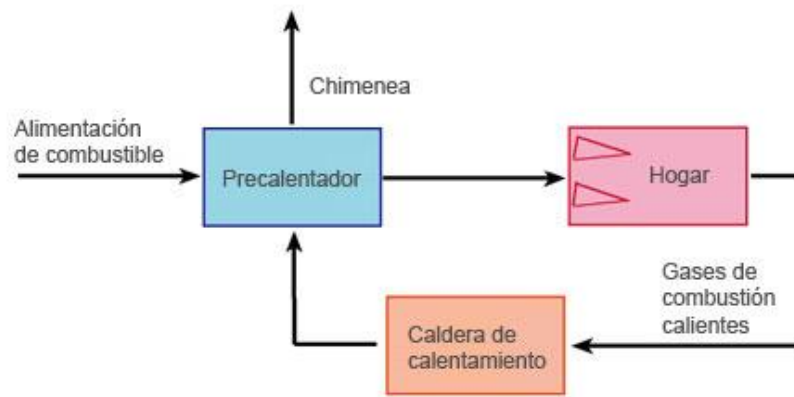 Chimenea
Alimentación
de combustible
Precalentador
Hogar
Gases de
combustión
calientes
Caldera de
calentamiento